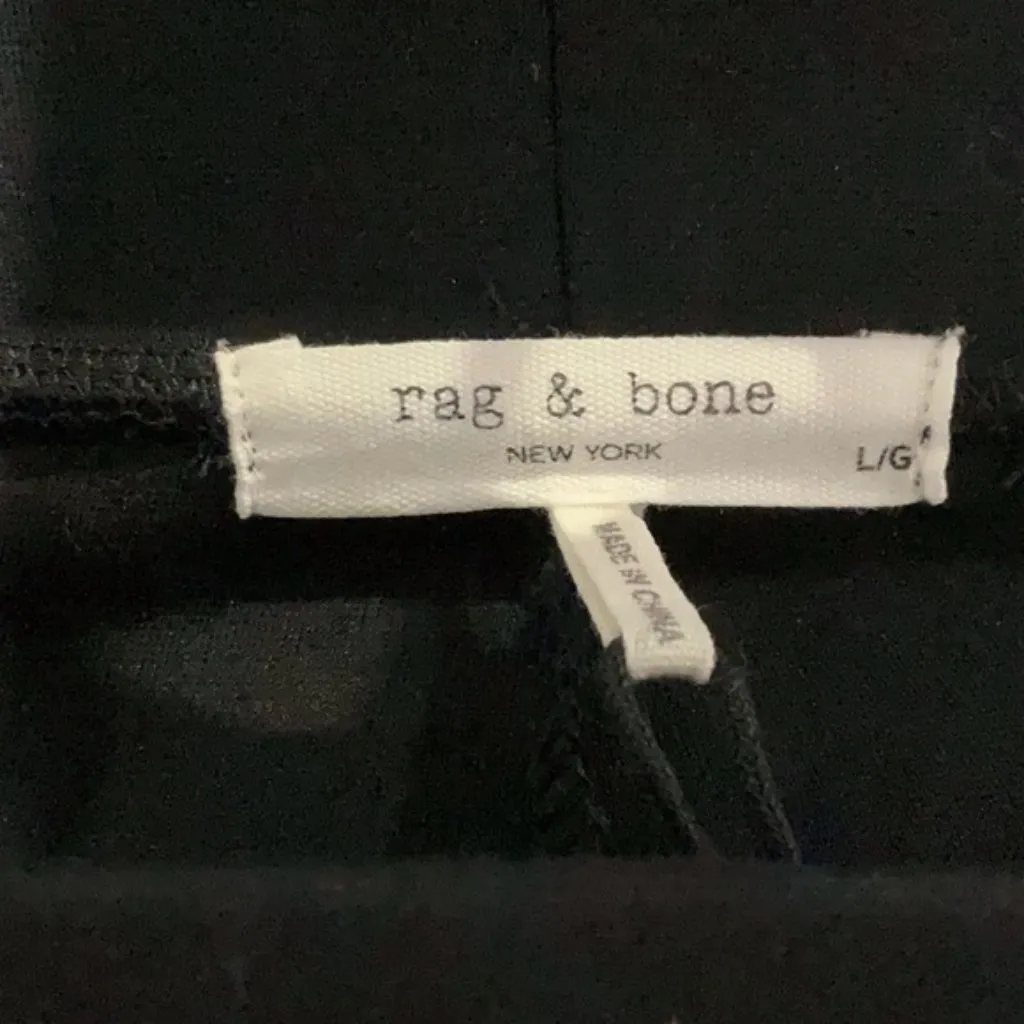 rag & bone
NEW YORK
L/G
MADE IN CHINA